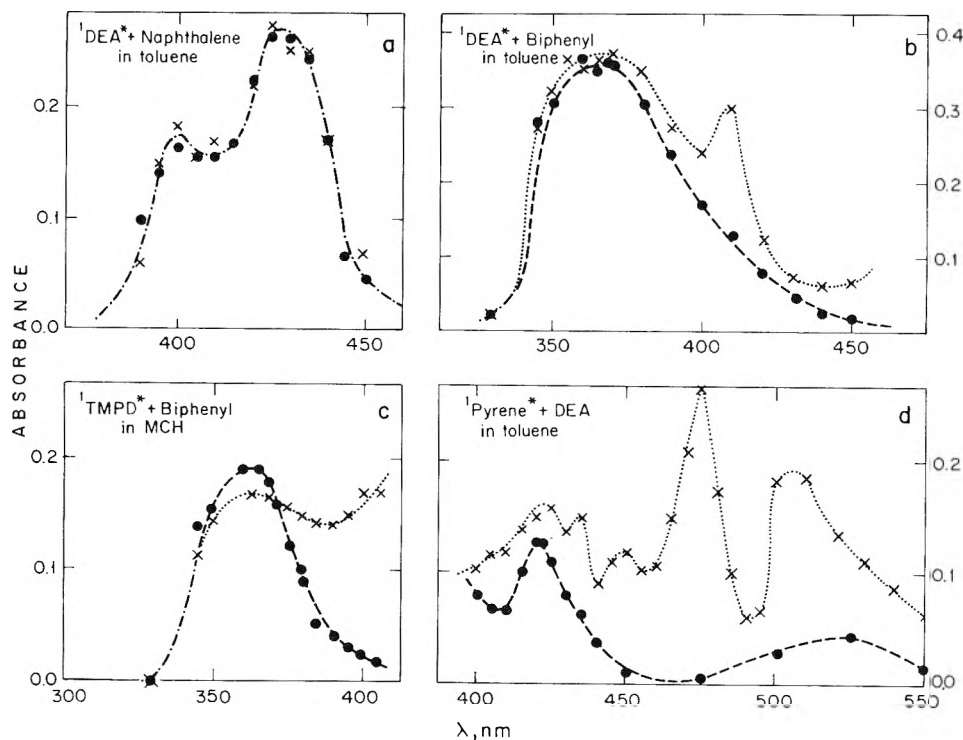 ¹DEA* + Naphthalene
in toluene
a
0.2
0.1
0.0
400
450
¹DEA* + Biphenyl
in toluene
b
0.4
0.3
0.2
0.1
350
400
450
ABSORBANCE
¹TMPD* + Biphenyl
in MCH
c
0.2
0.1
0.0
300
350
400
¹Pyrene* + DEA
in toluene
d
0.2
0.1
0.0
400
450
500
550
λ, nm